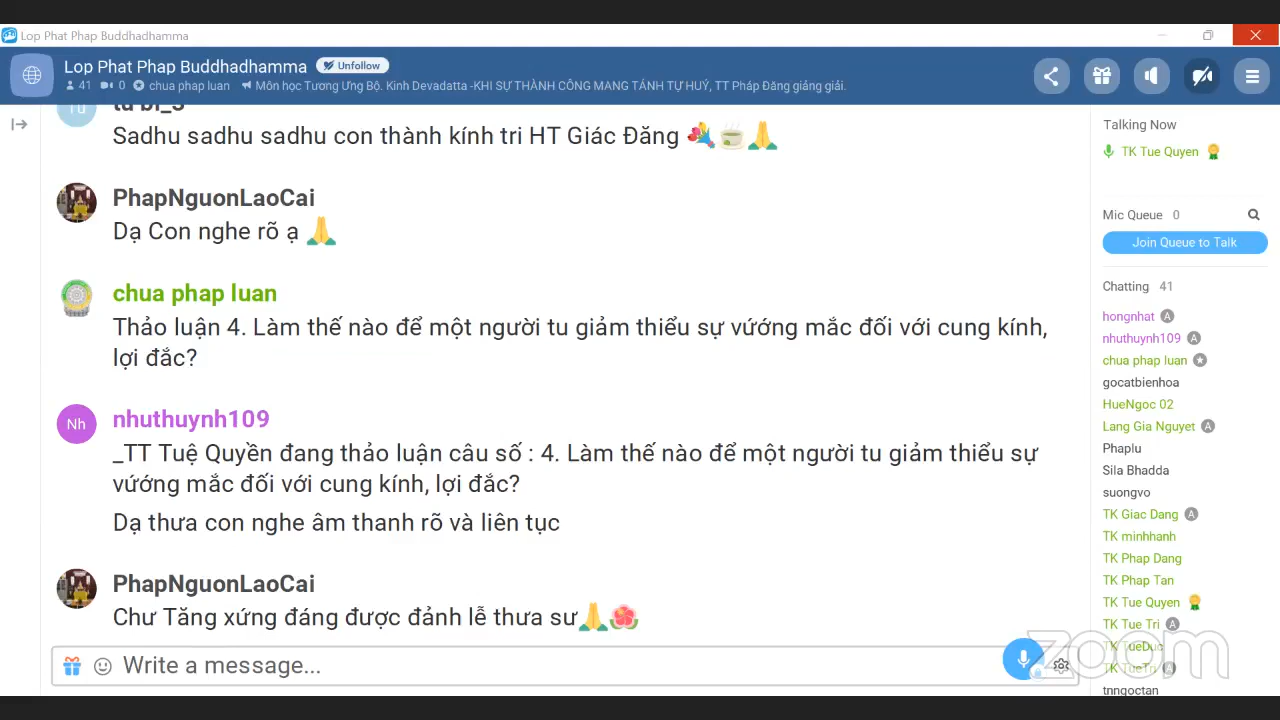 Lop Phat Phap Buddhadhamma
Lop Phat Phap Buddhadhamma Unfollow
41 0 chua phap luan Môn học Tương Ưng Bộ. Kinh Devadatta -KHI SỰ THÀNH CÔNG MANG TÁNH TỰ HUỶ, TT Pháp Đăng giảng giải.
Tu tu bi_3
Sadhu sadhu sadhu con thành kính tri HT Giác Đăng 💐🍵🙏
PhapNguonLaoCai
Dạ Con nghe rõ ạ 🙏
chua phap luan
Thảo luận 4. Làm thế nào để một người tu giảm thiểu sự vướng mắc đối với cung kính,
lợi đắc?
Nh nhuthuynh109
_TT Tuệ Quyền đang thảo luận câu số : 4. Làm thế nào để một người tu giảm thiểu sự
vướng mắc đối với cung kính, lợi đắc?
Dạ thưa con nghe âm thanh rõ và liên tục
PhapNguonLaoCai
Chư Tăng xứng đáng được đảnh lễ thưa sư🙏🌺
Write a message...
Talking Now
TK Tue Quyen
Mic Queue 0
Join Queue to Talk
Chatting 41
hongnhat A
nhuthuynh109 A
chua phap luan
gocatbienhoa
HueNgoc 02
Lang Gia Nguyet A
Phaplu
Sila Bhadda
suongvo
TK Giac Dang A
TK minhhanh
TK Phap Dang
TK Phap Tan
TK Tue Quyen
TK Tue Tri A
TK TueDuc
TK TueTri A
tnngoctan
zoom